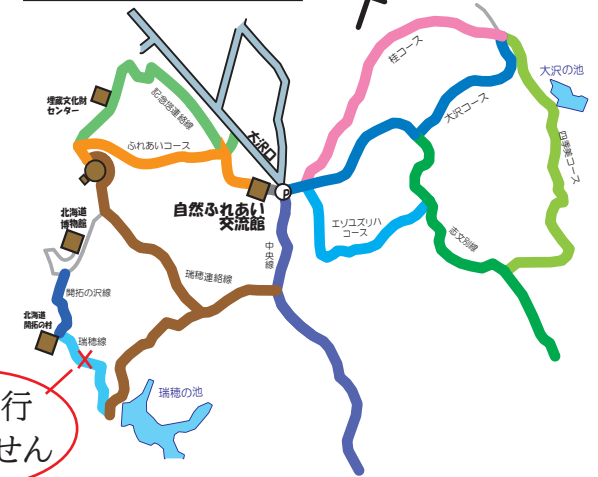 桂コース
大沢の池
埋蔵文化財
センター
記念塔連絡線
大沢コース
大沢口
ふれあいコース
四季美コース
P
自然ふれあい
交流館
北海道
博物館
エゾユズリハ
コース
志文別線
中央線
瑞穂連絡線
開拓の沢線
北海道
開拓の村
瑞穂線
瑞穂の池
行
せん